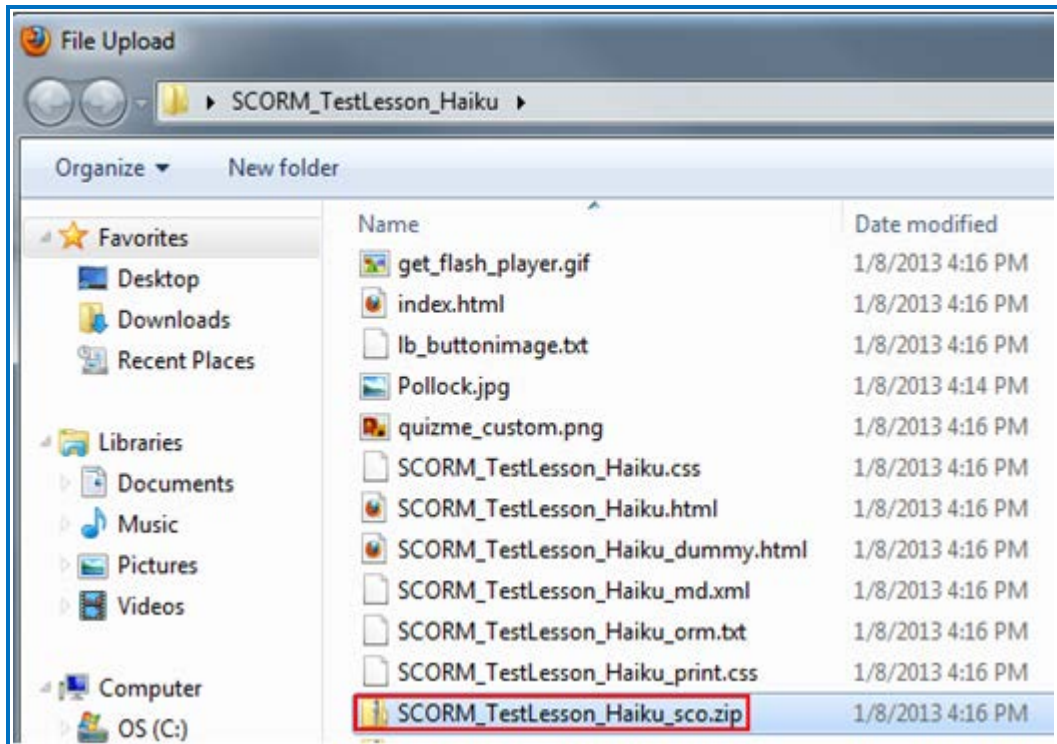 File Upload
SCORM_TestLesson_Haiku
Organize New folder
Favorites
Desktop
Downloads
Recent Places
Libraries
Documents
Music
Pictures
Videos
Computer
OS (C:)
Name Date modified
get_flash_player.gif 1/8/2013 4:16 PM
index.html 1/8/2013 4:16 PM
lb_buttonimage.txt 1/8/2013 4:16 PM
Pollock.jpg 1/8/2013 4:14 PM
quizme_custom.png 1/8/2013 4:16 PM
SCORM_TestLesson_Haiku.css 1/8/2013 4:16 PM
SCORM_TestLesson_Haiku.html 1/8/2013 4:16 PM
SCORM_TestLesson_Haiku_dummy.html 1/8/2013 4:16 PM
SCORM_TestLesson_Haiku_md.xml 1/8/2013 4:16 PM
SCORM_TestLesson_Haiku_orm.txt 1/8/2013 4:16 PM
SCORM_TestLesson_Haiku_print.css 1/8/2013 4:16 PM
SCORM_TestLesson_Haiku_sco.zip 1/8/2013 4:16 PM